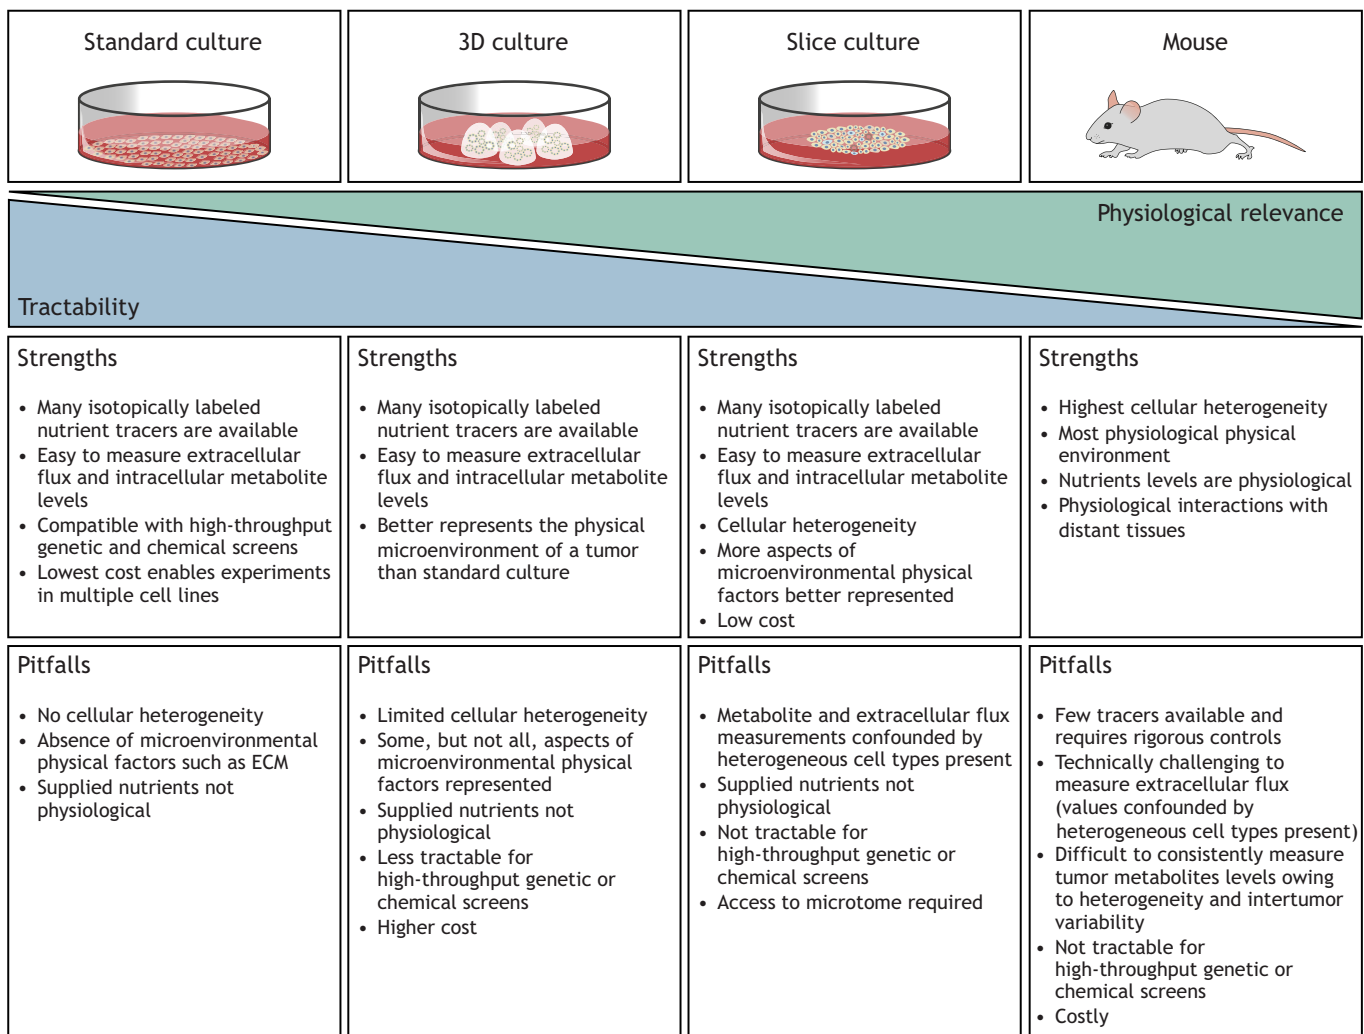 Standard culture
3D culture
Slice culture
Mouse
Physiological relevance
Tractability
Strengths
• Many isotopically labeled
nutrient tracers are available
• Easy to measure extracellular
flux and intracellular metabolite
levels
• Compatible with high-throughput
genetic and chemical screens
• Lowest cost enables experiments
in multiple cell lines
Strengths
• Many isotopically labeled
nutrient tracers are available
• Easy to measure extracellular
flux and intracellular metabolite
levels
• Better represents the physical
microenvironment of a tumor
than standard culture
Strengths
• Many isotopically labeled
nutrient tracers are available
• Easy to measure extracellular
flux and intracellular metabolite
levels
• Cellular heterogeneity
• More aspects of
microenvironmental physical
factors better represented
• Low cost
Strengths
• Highest cellular heterogeneity
• Most physiological physical
environment
• Nutrients levels are physiological
• Physiological interactions with
distant tissues
Pitfalls
• No cellular heterogeneity
• Absence of microenvironmental
physical factors such as ECM
• Supplied nutrients not
physiological
Pitfalls
• Limited cellular heterogeneity
• Some, but not all, aspects of
microenvironmental physical
factors represented
• Supplied nutrients not
physiological
• Less tractable for
high-throughput genetic or
chemical screens
• Higher cost
Pitfalls
• Metabolite and extracellular flux
measurements confounded by
heterogeneous cell types present
• Supplied nutrients not
physiological
• Not tractable for
high-throughput genetic or
chemical screens
• Access to microtome required
Pitfalls
• Few tracers available and
requires rigorous controls
• Technically challenging to
measure extracellular flux
(values confounded by
heterogeneous cell types present)
• Difficult to consistently measure
tumor metabolites levels owing
to heterogeneity and intertumor
variability
• Not tractable for
high-throughput genetic or
chemical screens
• Costly